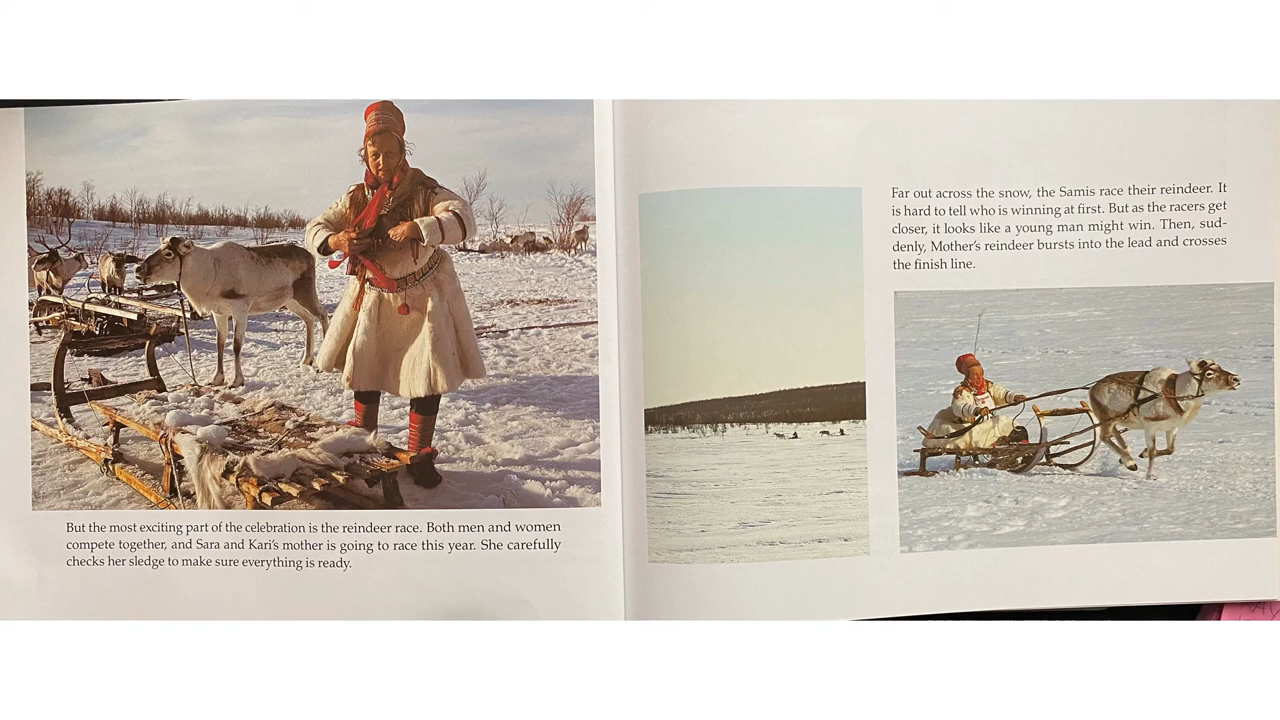 But the most exciting part of the celebration is the reindeer race. Both men and women
compete together, and Sara and Kari's mother is going to race this year. She carefully
checks her sledge to make sure everything is ready.
Far out across the snow, the Samis race their reindeer. It
is hard to tell who is winning at first. But as the racers get
closer, it looks like a young man might win. Then, sud-
denly, Mother's reindeer bursts into the lead and crosses
the finish line.